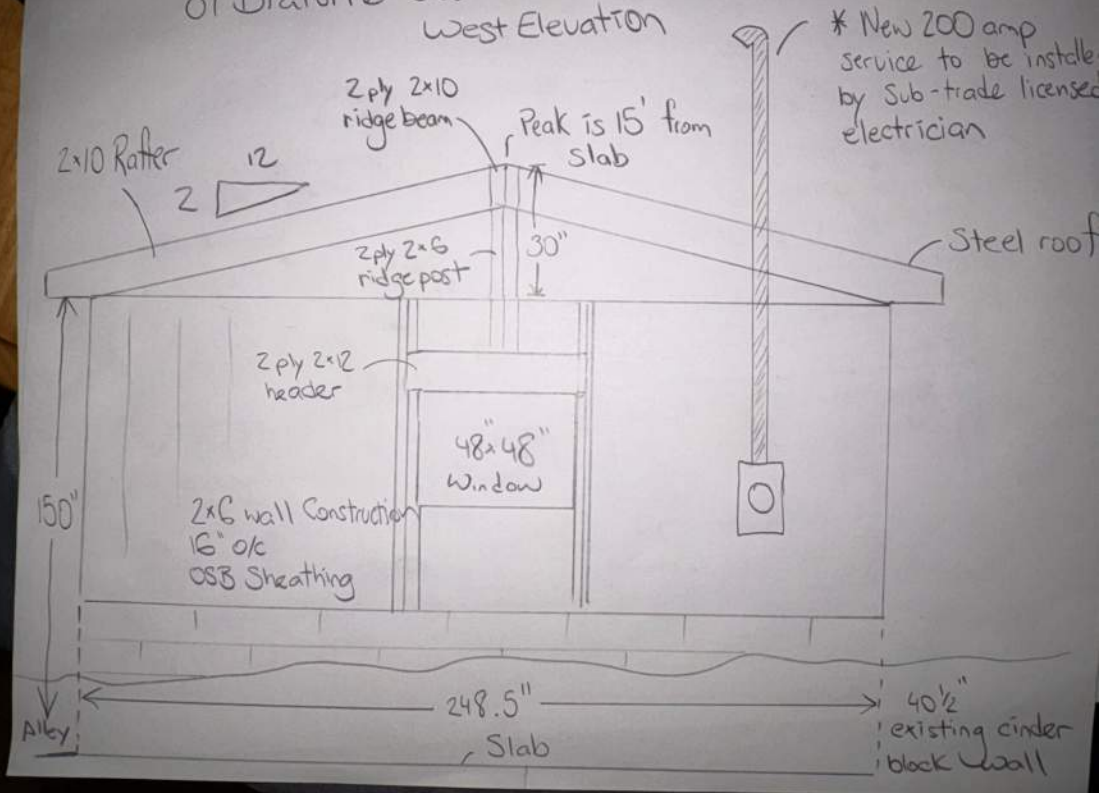 West Elevation
* New 200 amp
service to be installe
by Sub-trade licensed
electrician
2 ply 2x10
ridge beam
Peak is 15' from
slab
2x10 Rafter
12
2
2 ply 2x6
ridge post
30"
Steel roof
2 ply 2x12
header
48x48"
Window
150"
2x6 wall Construction
16" o/c
OSB Sheathing
248.5"
40½"
existing cinder
block wall
Alley
Slab